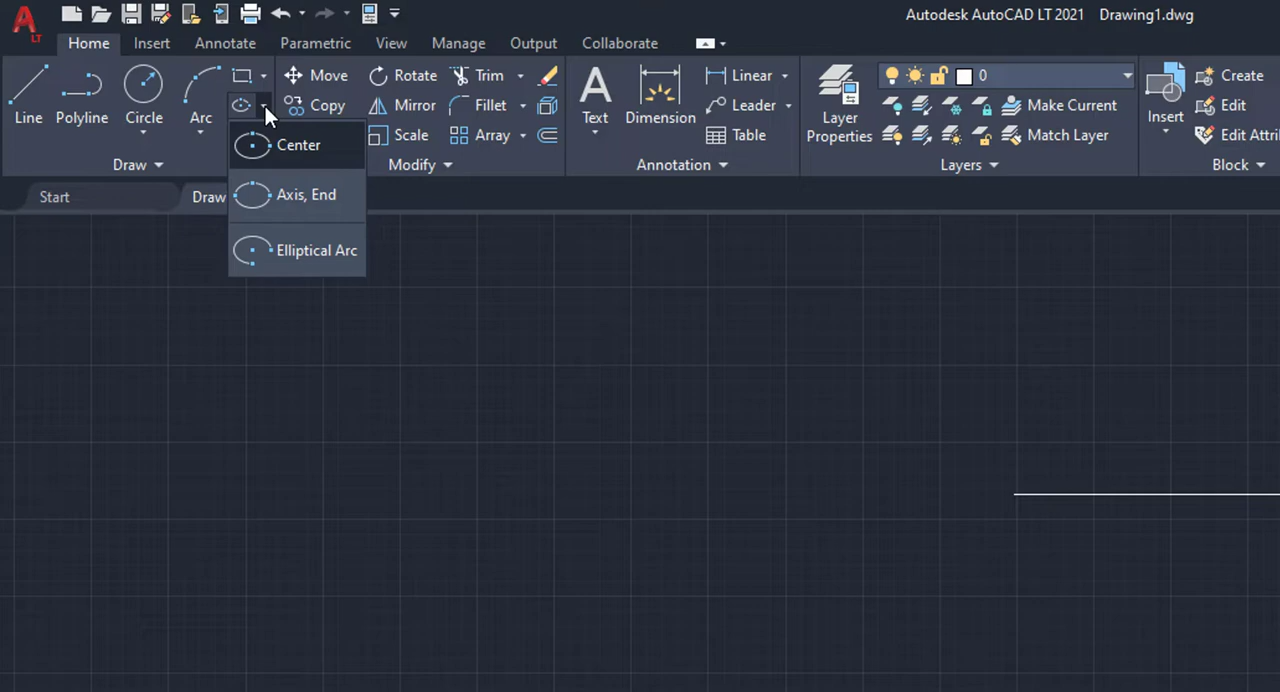 LT
Autodesk AutoCAD LT 2021 Drawing1.dwg
Home Insert Annotate Parametric View Manage Output Collaborate
Move Rotate Trim Linear 0 Create
Copy Mirror Fillet Leader Make Current Edit
Line Polyline Circle Arc Text Dimension Layer Properties Insert
Scale Array Table Match Layer Edit Attri
Center
Draw Modify Annotation Layers Block
Start Draw
Axis, End
Elliptical Arc